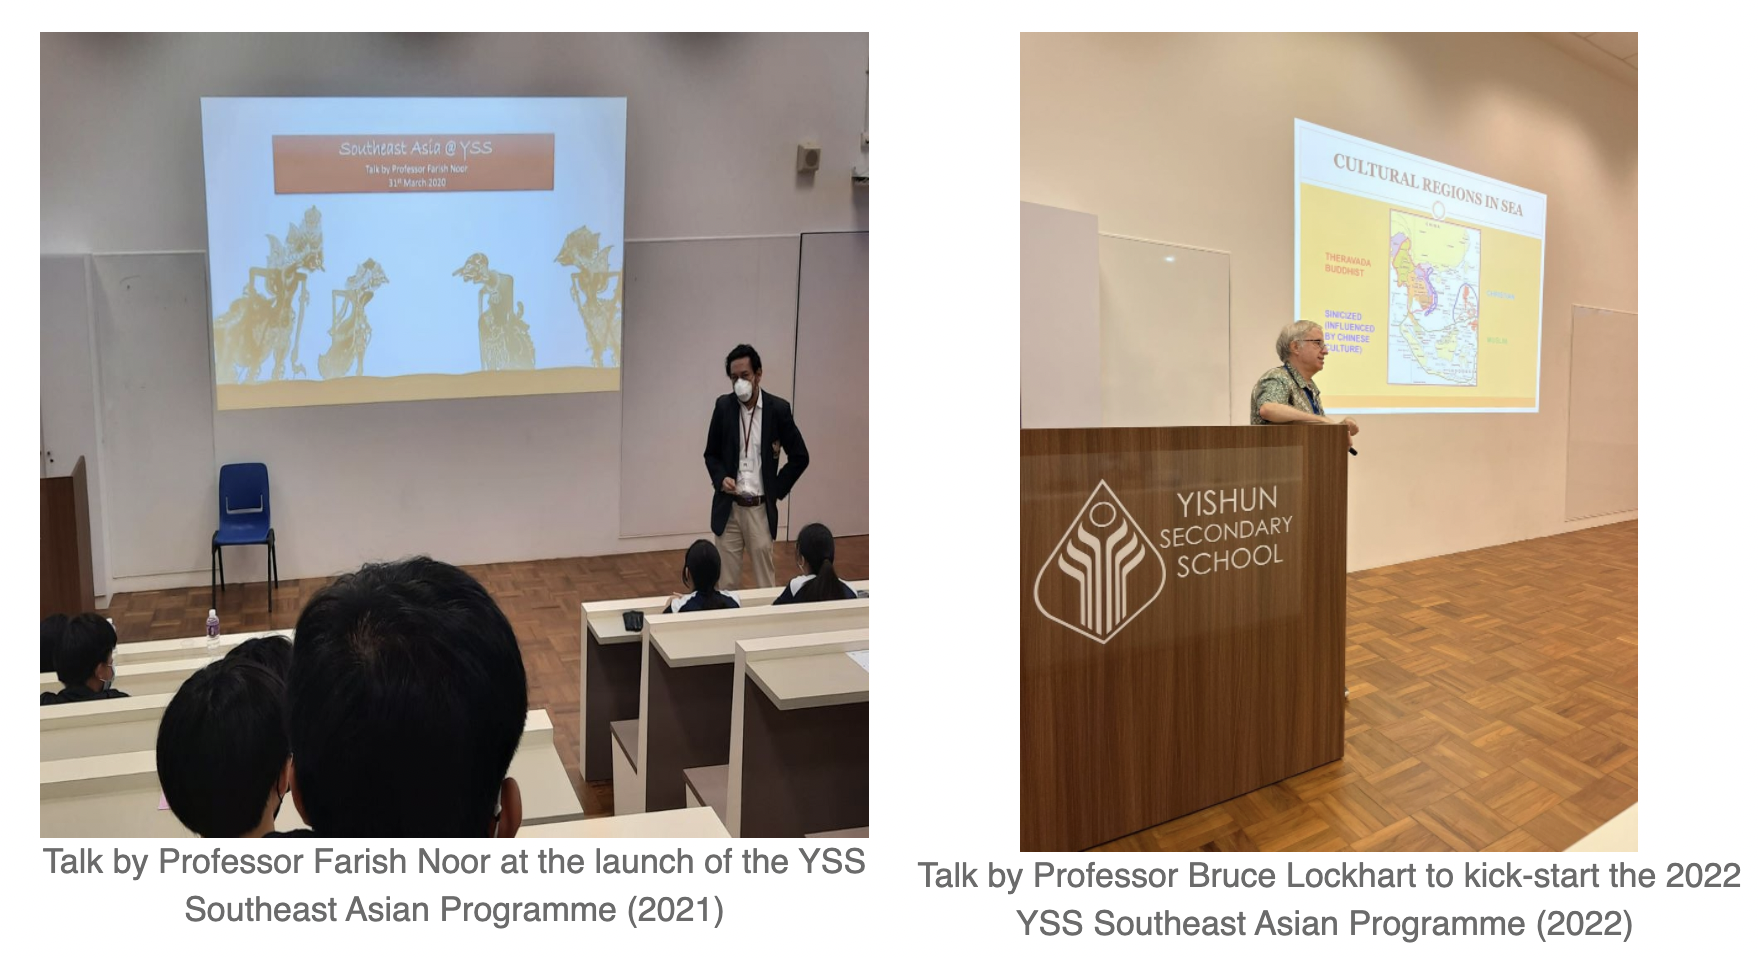 Southeast Asia @ YSS
Talk by Professor Farish Noor
31st March 2020
Talk by Professor Farish Noor at the launch of the YSS
Southeast Asian Programme (2021)
CULTURAL REGIONS IN SEA
THERAVADA
BUDDHIST
SINICIZED
(INFLUENCED
BY CHINESE
CULTURE)
YISHUN
SECONDARY
SCHOOL
Talk by Professor Bruce Lockhart to kick-start the 2022
YSS Southeast Asian Programme (2022)